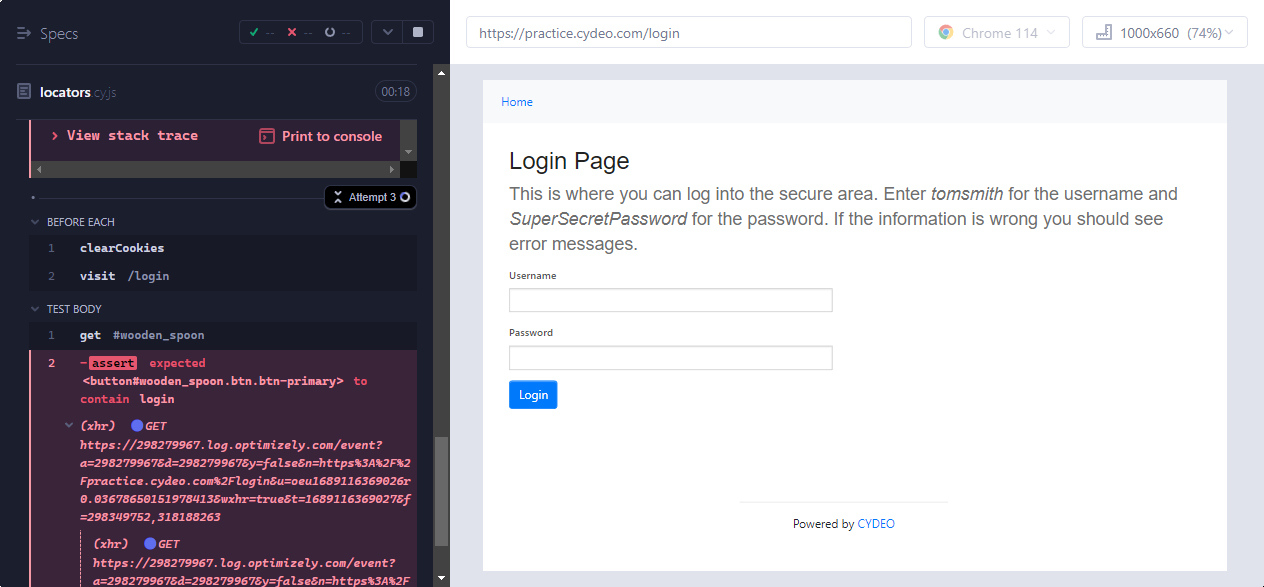 Specs
--
--
--
https://practice.cydeo.com/login
Chrome 114
1000x660 (74%)
locators.cy.js
00:18
View stack trace
Print to console
Attempt 3
BEFORE EACH
1 clearCookies
2 visit /login
TEST BODY
1 get #wooden_spoon
2 -assert expected
<button#wooden_spoon.btn.btn-primary> to
contain login
(xhr) GET
https://298279967.log.optimizely.com/event?
a=298279967&d=298279967&y=false&n=https%3A%2F%2
Fpractice.cydeo.com%2Flogin&u=oeu1689116369026r
0.03678650151978413&wxhr=true&t=1689116369027&f
=298349752,318188263
(xhr) GET
https://298279967.log.optimizely.com/event?
a=298279967&d=298279967&y=false&n=https%3A%2F
Home
Login Page
This is where you can log into the secure area. Enter tomsmith for the username and
SuperSecretPassword for the password. If the information is wrong you should see
error messages.
Username
Password
Login
Powered by CYDEO